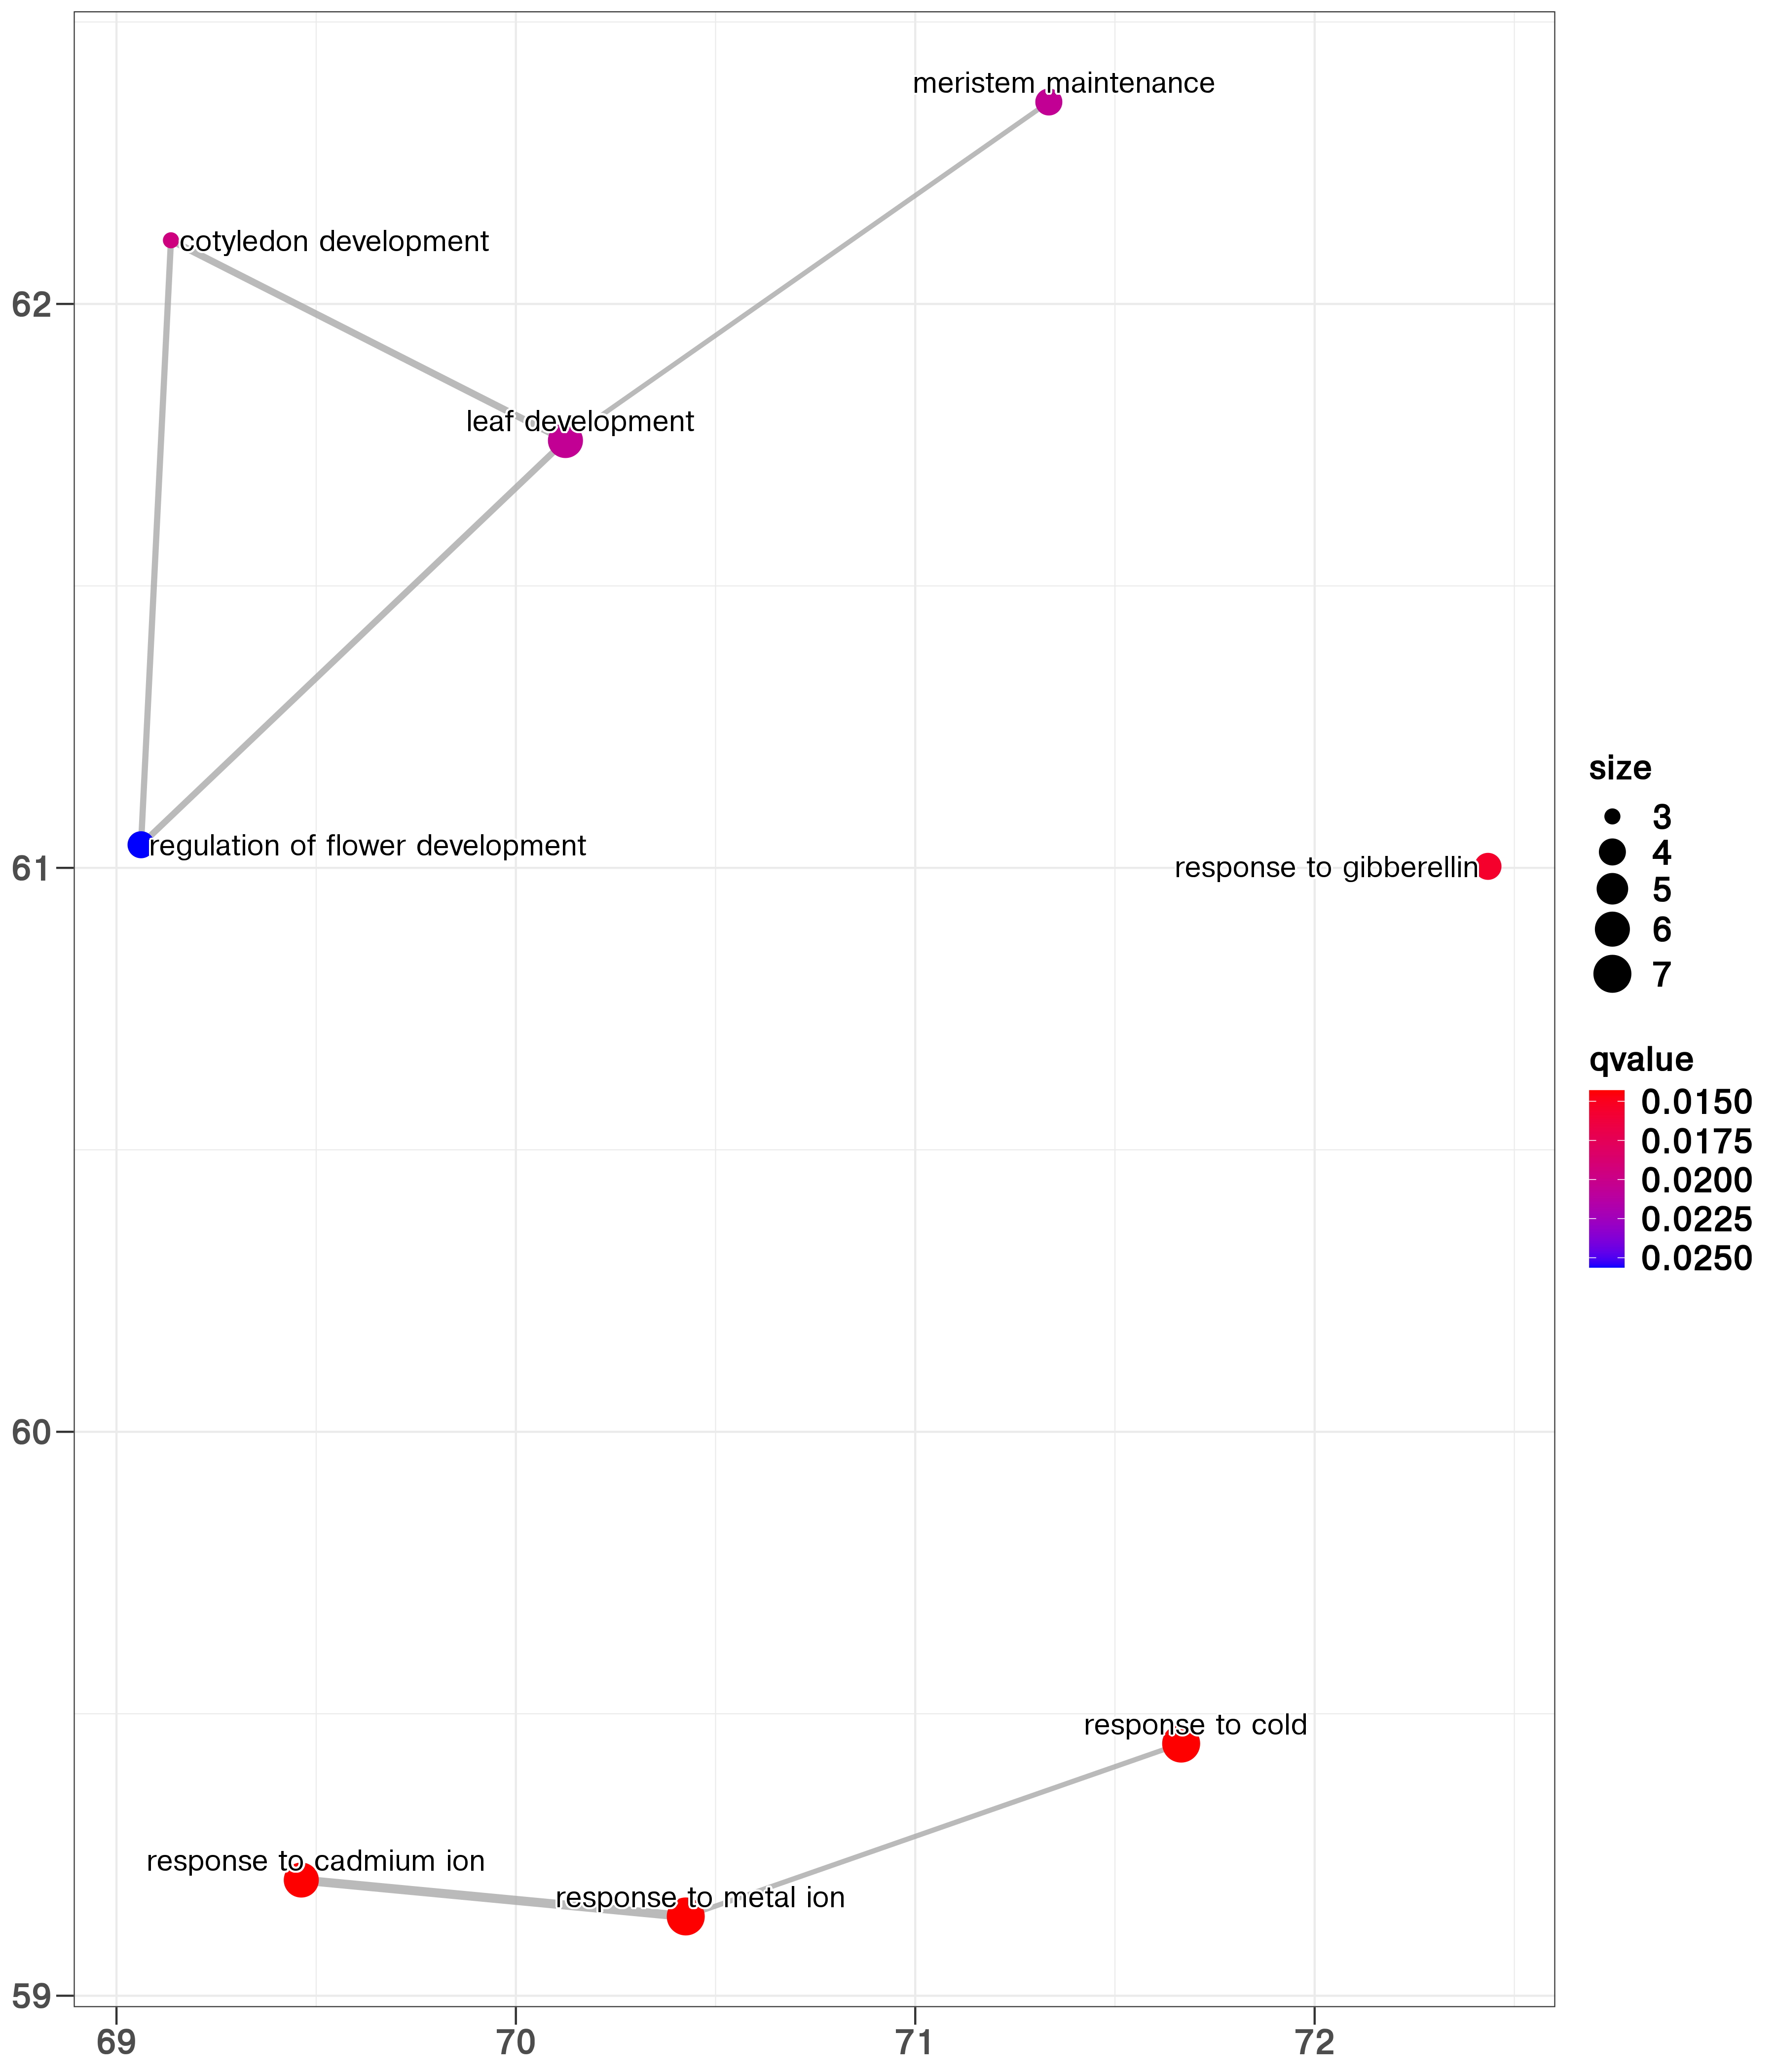 meristem maintenance
cotyledon development
62
leaf development
regulation of flower development
61
response to gibberellin
60
response to cold
response to cadmium ion
response to metal ion
59
69
70
71
72
size
3
4
5
6
7
qvalue
0.0150
0.0175
0.0200
0.0225
0.0250